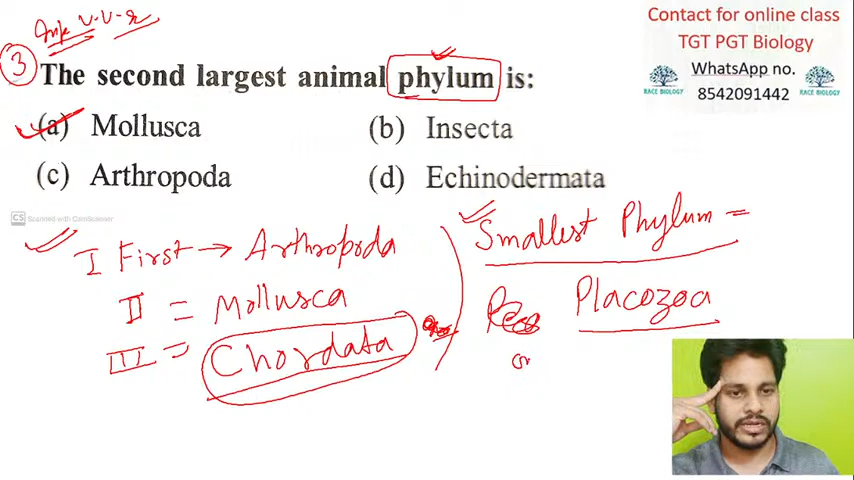 Contact for online class
TGT PGT Biology
WhatsApp no.
8542091442
RACE BIOLOGY
RACE BIOLOGY
Imp V.V.
3 The second largest animal phylum is:
(a) Mollusca (b) Insecta
(c) Arthropoda (d) Echinodermata
CS Scanned with CamScanner
I First → Arthropoda
II = Mollusca
III = Chordata
Smallest Phylum =
Placozoa
or